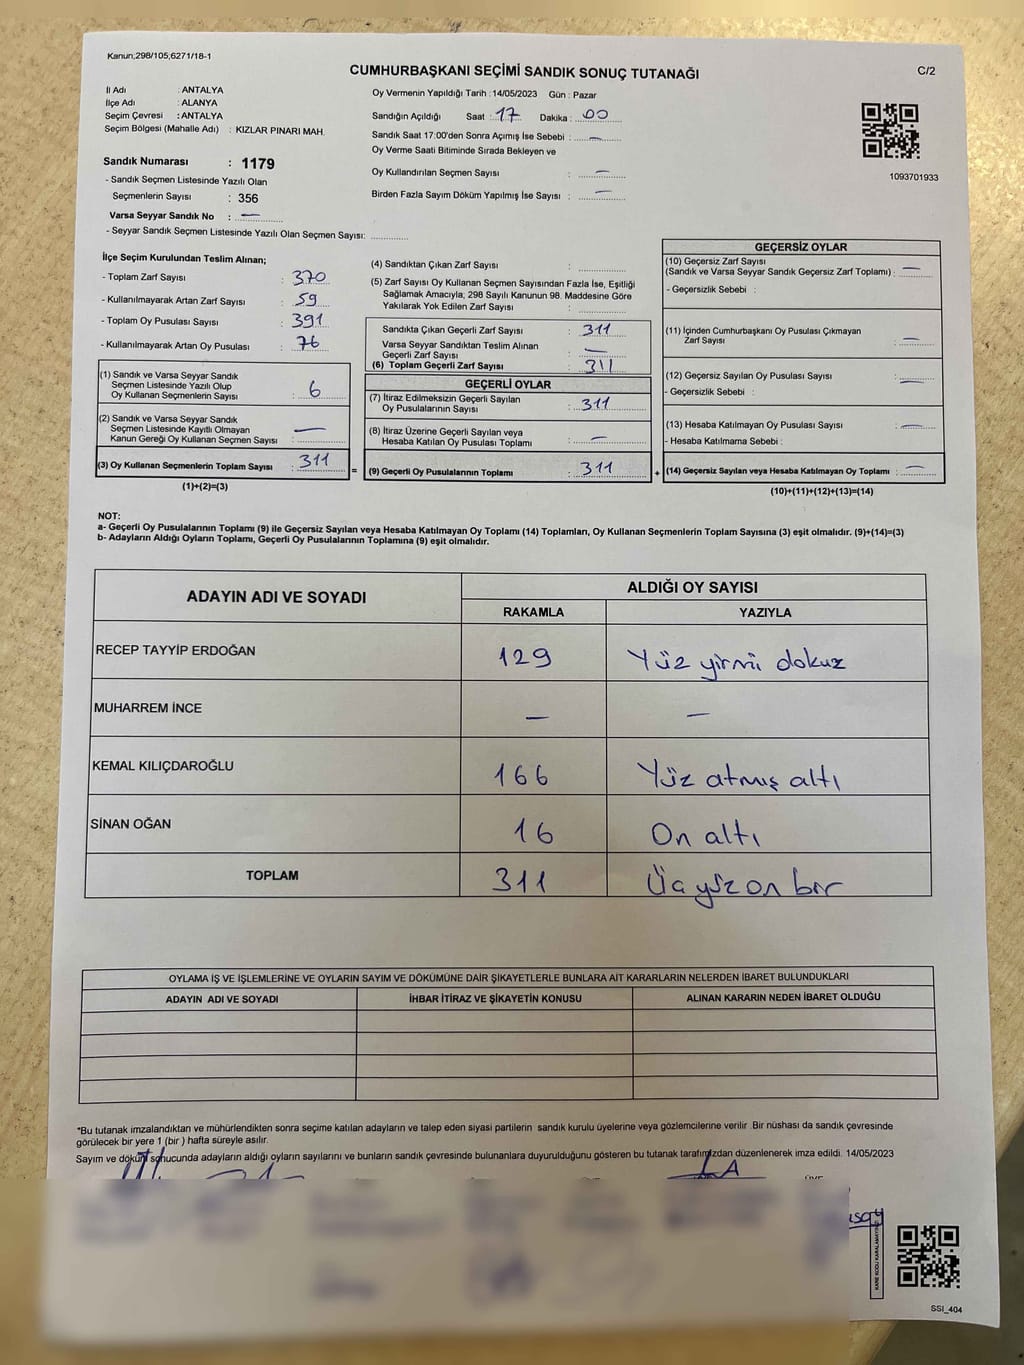 Kanun;298/105,6271/18-1
CUMHURBAŞKANI SEÇİMİ SANDIK SONUÇ TUTANAĞI
C/2
İl Adı : ANTALYA
İlçe Adı : ALANYA
Seçim Çevresi : ANTALYA
Seçim Bölgesi (Mahalle Adı) : KIZLAR PINARI MAH.
Sandık Numarası : 1179
- Sandık Seçmen Listesinde Yazılı Olan
Seçmenlerin Sayısı : 356
Varsa Seyyar Sandık No : —
- Seyyar Sandık Seçmen Listesinde Yazılı Olan Seçmen Sayısı:
Oy Vermenin Yapıldığı Tarih : 14/05/2023 Gün : Pazar
Sandığın Açıldığı Saat : 17 Dakika : 00
Sandık Saat 17:00'den Sonra Açımış İse Sebebi : —
Oy Verme Saati Bitiminde Sırada Bekleyen ve
Oy Kullandırılan Seçmen Sayısı : —
Birden Fazla Sayım Döküm Yapılmış İse Sayısı : —
1093701933
İlçe Seçim Kurulundan Teslim Alınan;
- Toplam Zarf Sayısı : 370
- Kullanılmayarak Artan Zarf Sayısı : 59
- Toplam Oy Pusulası Sayısı : 391
- Kullanılmayarak Artan Oy Pusulası : 76
(1) Sandık ve Varsa Seyyar Sandık
Seçmen Listesinde Yazılı Olup
Oy Kullanan Seçmenlerin Sayısı : 6
(2) Sandık ve Varsa Seyyar Sandık
Seçmen Listesinde Kayıtlı Olmayan
Kanun Gereği Oy Kullanan Seçmen Sayısı : —
(3) Oy Kullanan Seçmenlerin Toplam Sayısı : 311
(1)+(2)=(3)
(4) Sandıktan Çıkan Zarf Sayısı :
(5) Zarf Sayısı Oy Kullanan Seçmen Sayısından Fazla İse, Eşitliği
Sağlamak Amacıyla, 298 Sayılı Kanunun 98. Maddesine Göre
Yakılarak Yok Edilen Zarf Sayısı :
Sandıkta Çıkan Geçerli Zarf Sayısı : 311
Varsa Seyyar Sandıktan Teslim Alınan
Geçerli Zarf Sayısı : —
(6) Toplam Geçerli Zarf Sayısı : 311
GEÇERLİ OYLAR
(7) İtiraz Edilmeksizin Geçerli Sayılan
Oy Pusulalarının Sayısı : 311
(8) İtiraz Üzerine Geçerli Sayılan veya
Hesaba Katılan Oy Pusulası Toplamı : —
= (9) Geçerli Oy Pusulalarının Toplamı : 311
GEÇERSİZ OYLAR
(10) Geçersiz Zarf Sayısı
(Sandık ve Varsa Seyyar Sandık Geçersiz Zarf Toplamı) : —
- Geçersizlik Sebebi :
(11) İçinden Cumhurbaşkanı Oy Pusulası Çıkmayan
Zarf Sayısı : —
(12) Geçersiz Sayılan Oy Pusulası Sayısı : —
- Geçersizlik Sebebi :
(13) Hesaba Katılmayan Oy Pusulası Sayısı : —
- Hesaba Katılmama Sebebi :
+ (14) Geçersiz Sayılan veya Hesaba Katılmayan Oy Toplamı : —
(10)+(11)+(12)+(13)=(14)
NOT:
a- Geçerli Oy Pusulalarının Toplamı (9) ile Geçersiz Sayılan veya Hesaba Katılmayan Oy Toplamı (14) Toplamları, Oy Kullanan Seçmenlerin Toplam Sayısına (3) eşit olmalıdır. (9)+(14)=(3)
b- Adayların Aldığı Oyların Toplamı, Geçerli Oy Pusulalarının Toplamına (9) eşit olmalıdır.
ADAYIN ADI VE SOYADI ALDIĞI OY SAYISI
RAKAMLA YAZIYLA
RECEP TAYYİP ERDOĞAN 129 Yüz yirmi dokuz
MUHARREM İNCE — —
KEMAL KILIÇDAROĞLU 166 Yüz atmış altı
SİNAN OĞAN 16 On altı
TOPLAM 311 Üç yüz on bir
OYLAMA İŞ VE İŞLEMLERİNE VE OYLARIN SAYIM VE DÖKÜMÜNE DAİR ŞİKAYETLERLE BUNLARA AİT KARARLARIN NELERDEN İBARET BULUNDUKLARI
ADAYIN ADI VE SOYADI İHBAR İTİRAZ VE ŞİKAYETİN KONUSU ALINAN KARARIN NEDEN İBARET OLDUĞU
*Bu tutanak imzalandıktan ve mühürlendikten sonra seçime katılan adayların ve talep eden siyasi partilerin sandık kurulu üyelerine veya gözlemcilerine verilir .Bir nüshası da sandık çevresinde
görülecek bir yere 1 (bir ) hafta süreyle asılır.
Sayım ve döküm sonucunda adayların aldığı oyların sayılarını ve bunların sandık çevresinde bulunanlara duyurulduğunu gösteren bu tutanak tarafımızdan düzenlenerek imza edildi. 14/05/2023
KARE KODU KARALAMAYINIZ
SSI_404